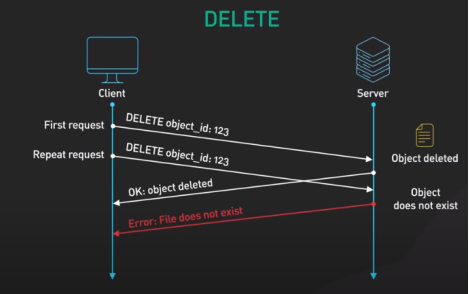 DELETE
Client
Server
First request
DELETE object_id: 123
Repeat request
DELETE object_id: 123
Object deleted
OK: object deleted
Object
does not exist
Error: File does not exist